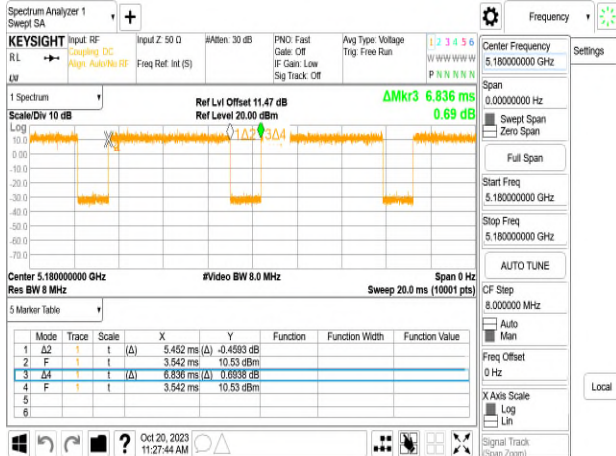 Spectrum Analyzer 1
Swept SA
+
Frequency
KEYSIGHT
RL
Input: RF
Coupling: DC
Align: Auto/No RF
Input Z: 50 Ω
Freq Ref: Int (S)
#Atten: 30 dB
PNO: Fast
Gate: Off
IF Gain: Low
Sig Track: Off
Avg Type: Voltage
Trig: Free Run
1 2 3 4 5 6
W W W W W W
P N N N N N
1 Spectrum
Scale/Div 10 dB
Log
Ref Lvl Offset 11.47 dB
Ref Level 20.00 dBm
ΔMkr3 6.836 ms
0.69 dB
1Δ2
3Δ4
10.0
0.00
-10.0
-20.0
-30.0
-40.0
-50.0
-60.0
-70.0
Center 5.180000000 GHz
#Video BW 8.0 MHz
Span 0 Hz
Res BW 8 MHz
Sweep 20.0 ms (10001 pts)
5 Marker Table
Mode Trace Scale X Y Function Function Width Function Value
1 Δ2 1 t (Δ) 5.452 ms (Δ) -0.4593 dB
2 F 1 t 3.542 ms 10.53 dBm
3 Δ4 1 t (Δ) 6.836 ms (Δ) 0.6938 dB
4 F 1 t 3.542 ms 10.53 dBm
5
6
?
Oct 20, 2023
11:27:44 AM
Center Frequency
5.180000000 GHz
Settings
Span
0.00000000 Hz
Swept Span
Zero Span
Full Span
Start Freq
5.180000000 GHz
Stop Freq
5.180000000 GHz
AUTO TUNE
CF Step
8.000000 MHz
Auto
Man
Freq Offset
0 Hz
Local
X Axis Scale
Log
Lin
Signal Track
(Span Zoom)